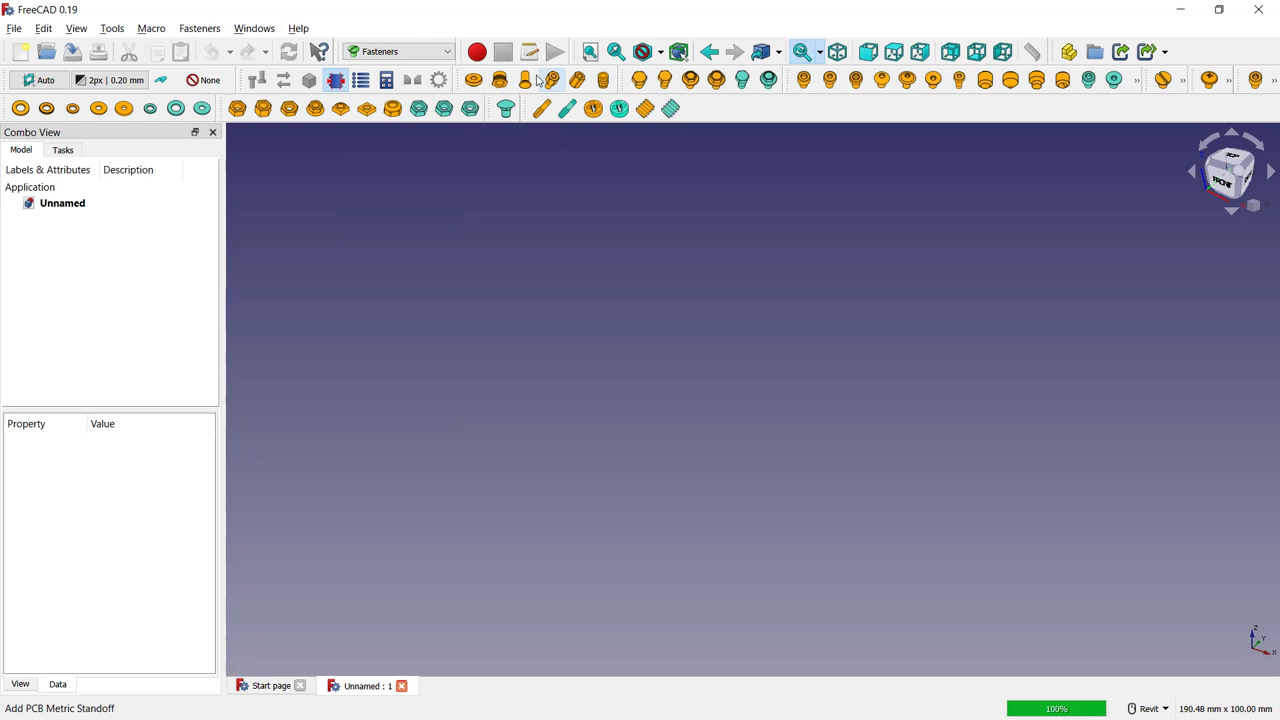 FreeCAD 0.19
File Edit View Tools Macro Fasteners Windows Help
Fasteners
Auto 2px | 0.20 mm None
Combo View
Model Tasks
Labels & Attributes Description
Application
Unnamed
TOP
FRONT
Property Value
Z
Y
X
View Data
Start page Unnamed : 1
Add PCB Metric Standoff 100% Revit 190.48 mm x 100.00 mm